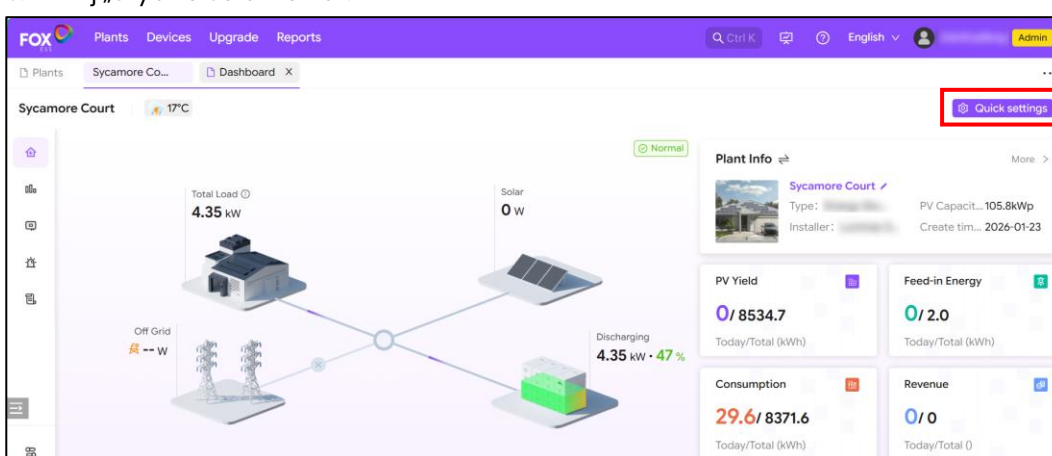 FOX
ESS
Plants Devices Upgrade Reports
Ctrl K
English
Admin
Plants
Sycamore Co...
Dashboard X
Sycamore Court
17°C
Quick settings
Normal
Total Load
4.35 kW
Solar
0 W
Off Grid
-- W
Discharging
4.35 kW · 47 %
Plant Info
More >
Sycamore Court
Type:
PV Capacit... 105.8kWp
Installer:
Create tim... 2026-01-23
PV Yield
0/ 8534.7
Today/Total (kWh)
Feed-in Energy
0/ 2.0
Today/Total (kWh)
Consumption
29.6/ 8371.6
Today/Total (kWh)
Revenue
0/ 0
Today/Total ()